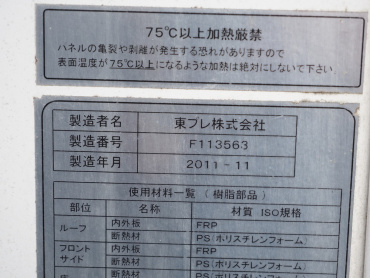 75℃以上加熱厳禁
パネルの亀裂や剥離が発生する恐れがありますので
表面温度が75℃以上になるような加熱は絶対にしないで下さい
製造者名 東プレ株式会社
製造番号 F113563
製造年月 2011-11
使用材料一覧 (樹脂部品)
部位 名称 材質 ISO規格
ルーフ 内外板 FRP
断熱材 PS(ポリスチレンフォーム)
フロント サイド 内外板 FRP
断熱材 PS(ポリスチレンフォーム)